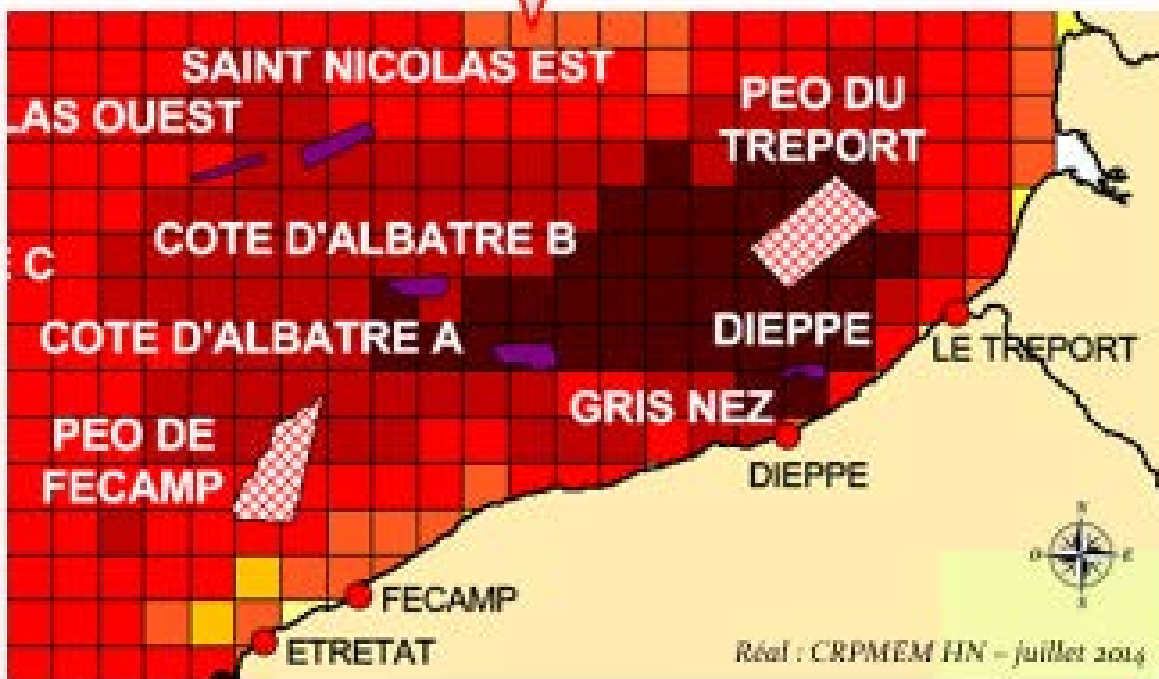 SAINT NICOLAS EST
LAS OUEST
PEO DU
TREPORT
COTE D'ALBATRE B
E C
COTE D'ALBATRE A
DIEPPE
LE TREPORT
GRIS NEZ
PEO DE
FECAMP
DIEPPE
N
O E
S
FECAMP
ETRETAT
Réal : CRPMEM HN – juillet 2014